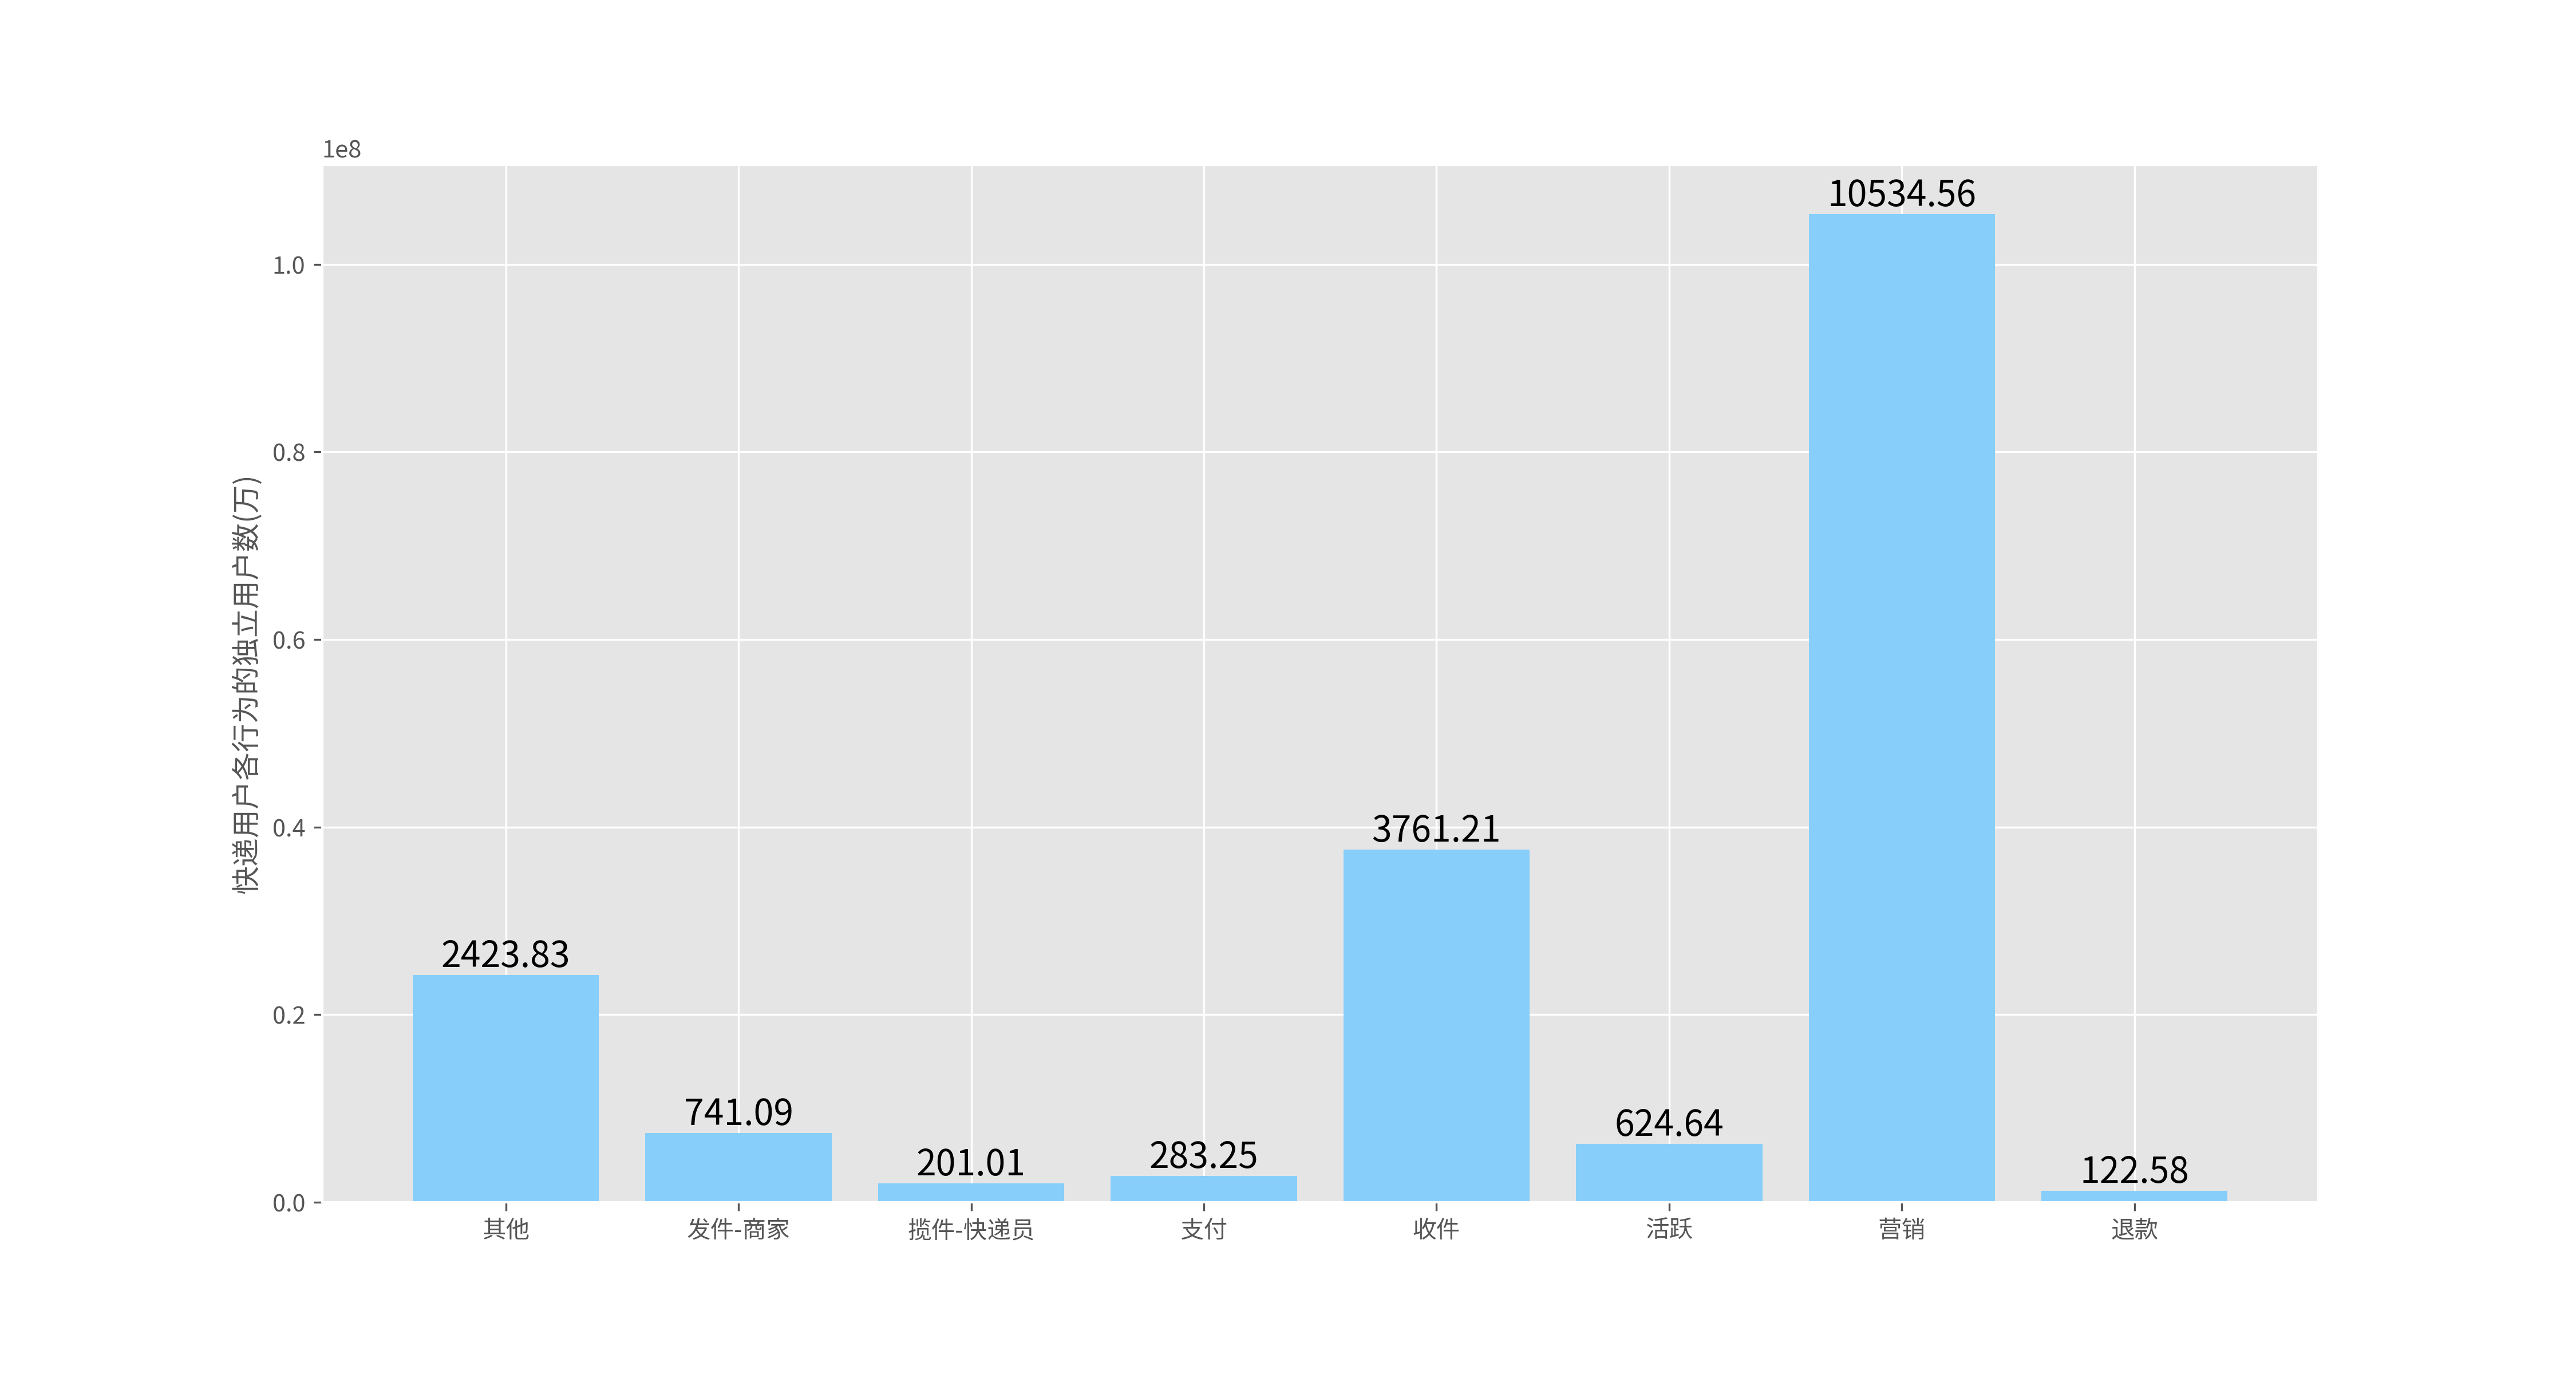 1e8
快递用户各行为的独立用户数(万)
1.0
0.8
0.6
0.4
0.2
0.0
2423.83
741.09
201.01
283.25
3761.21
624.64
10534.56
122.58
其他
发件-商家
揽件-快递员
支付
收件
活跃
营销
退款